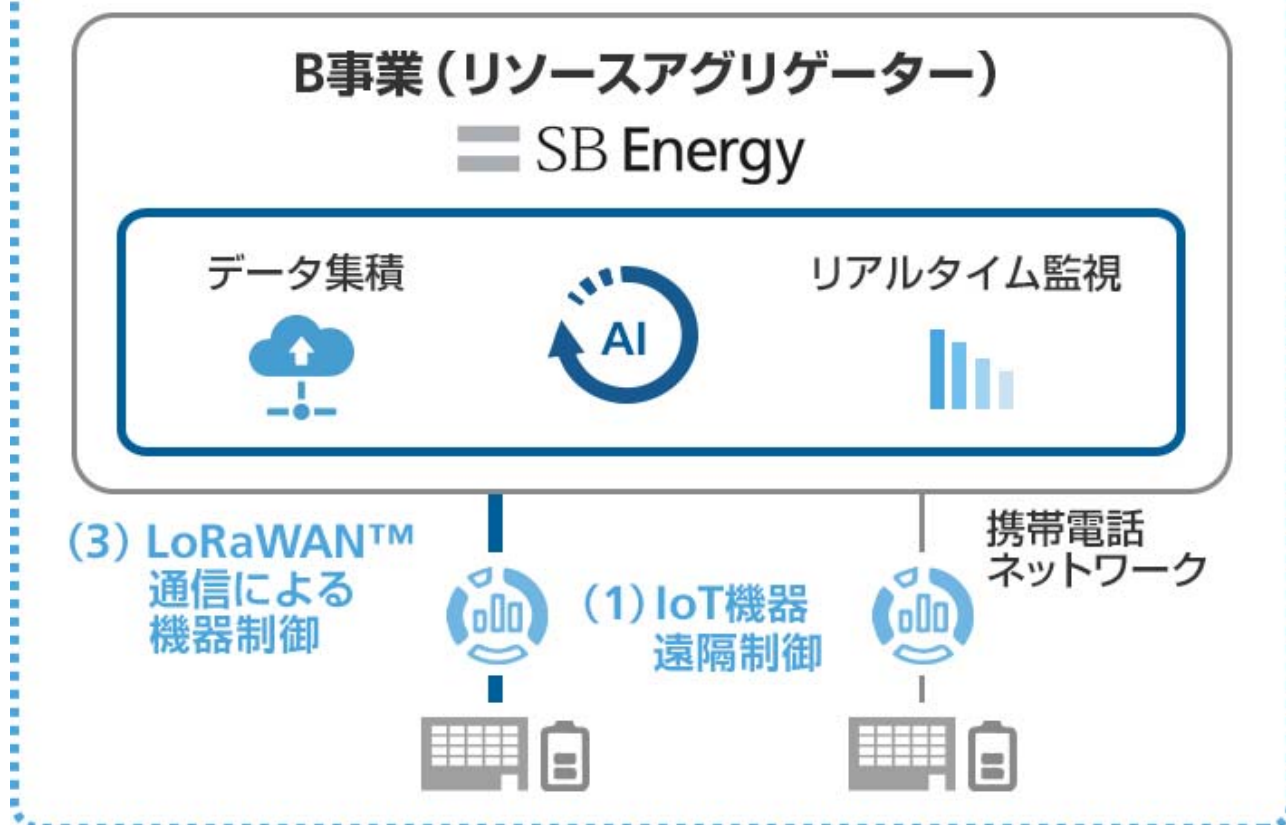 B事業（リソースアグリゲーター）
SB Energy
データ集積
AI
リアルタイム監視
（3）LoRaWAN™
通信による
機器制御
（1）IoT機器
遠隔制御
携帯電話
ネットワーク